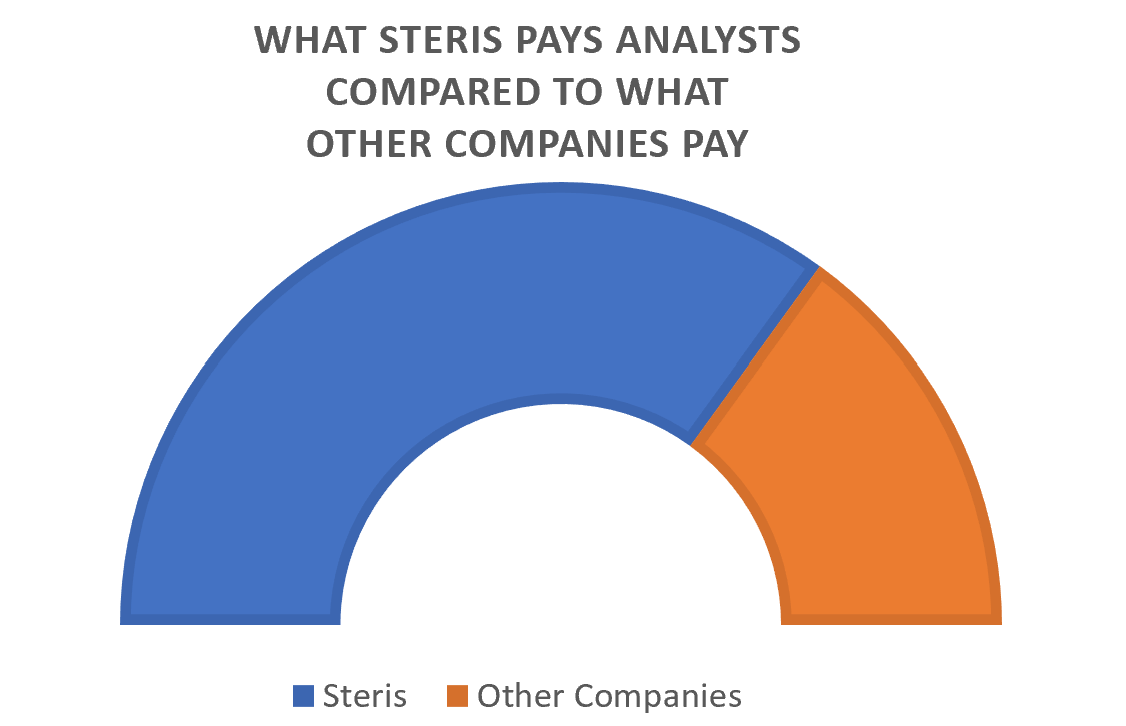 WHAT STERIS PAYS ANALYSTS
COMPARED TO WHAT
OTHER COMPANIES PAY
Steris Other Companies